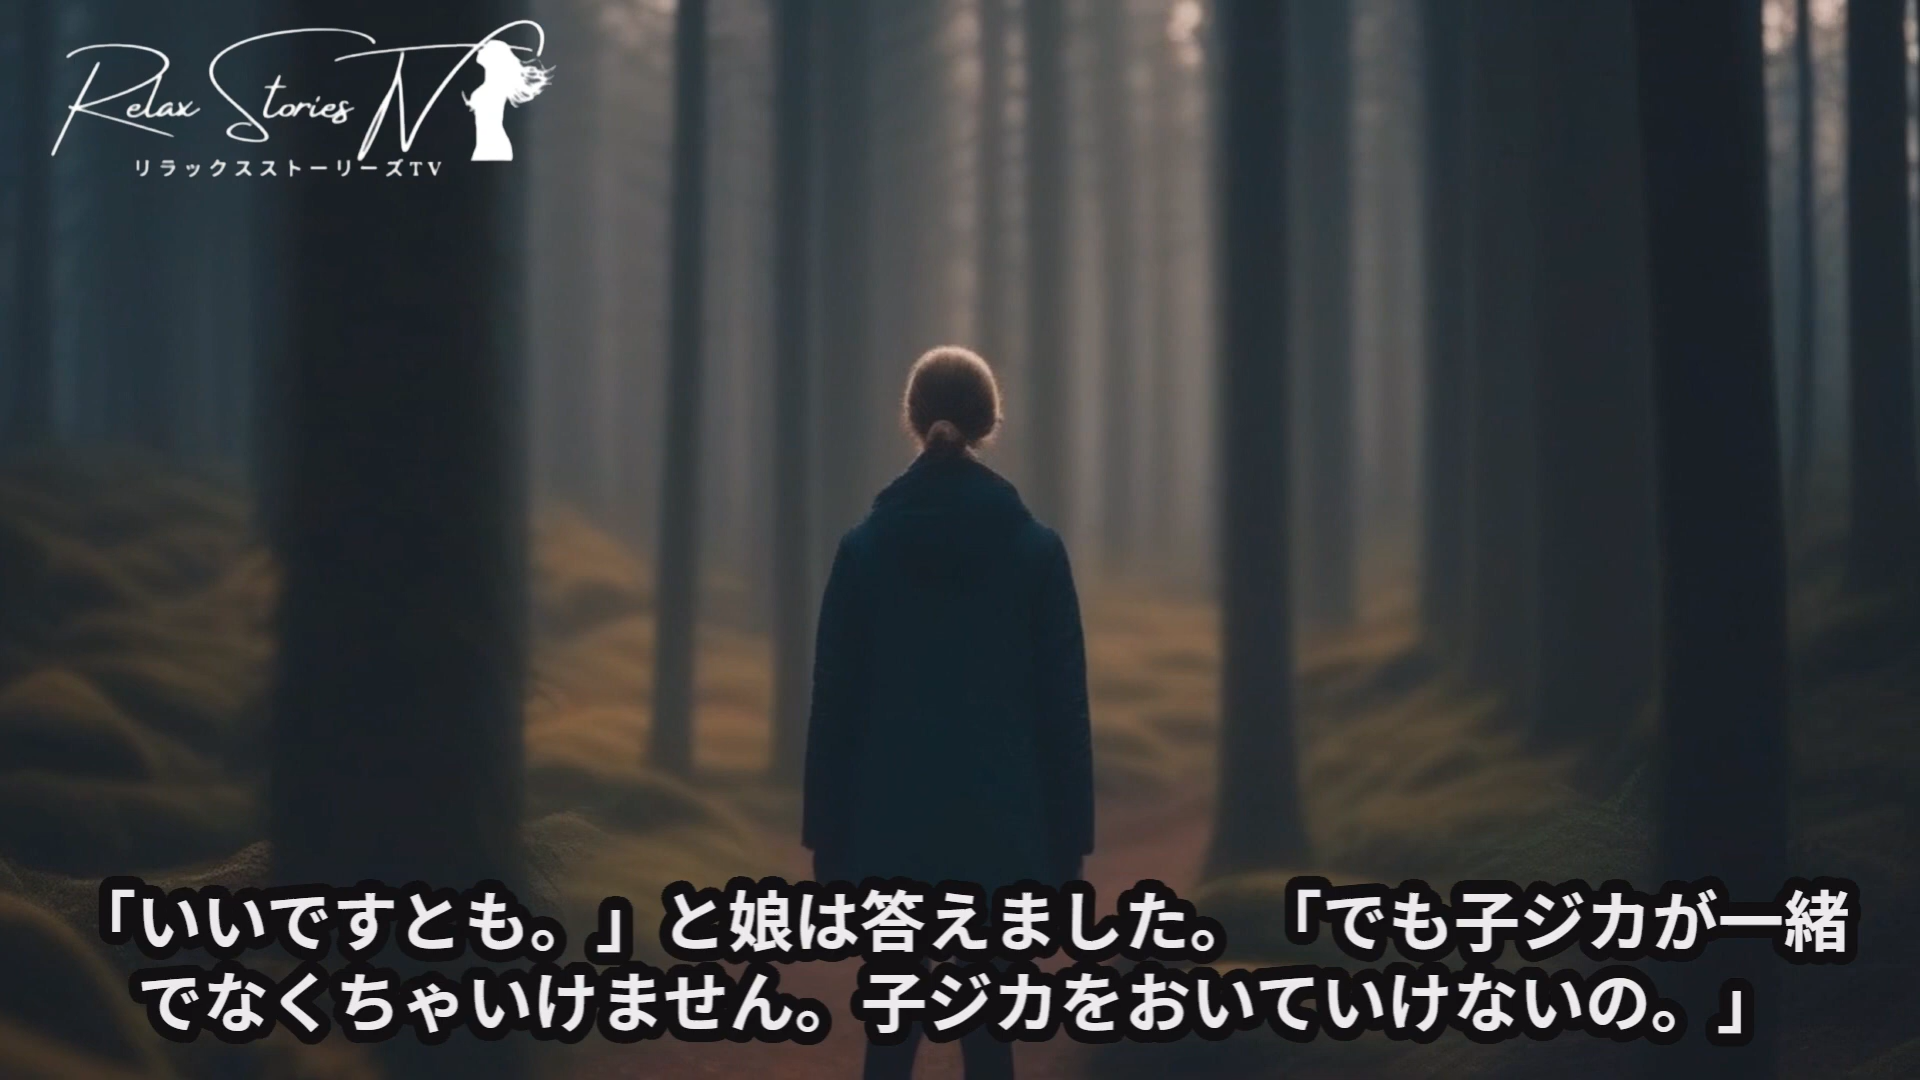 Relax Stories TV
リラックスストーリーズTV
「いいですとも。」と娘は答えました。「でも子ジカが一緒
でなくちゃいけません。子ジカをおいていけないの。」